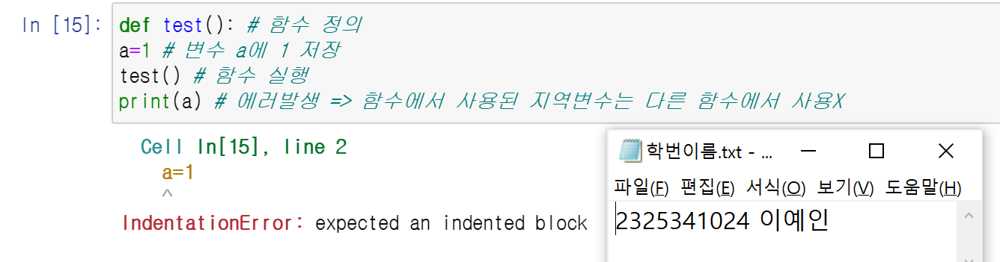 In [15]:
def test(): # 함수 정의
a=1 # 변수 a에 1 저장
test() # 함수 실행
print(a) # 에러발생 => 함수에서 사용된 지역변수는 다른 함수에서 사용X
Cell In[15], line 2
a=1
^
IndentationError: expected an indented block
학번이름.txt - ...
파일(F) 편집(E) 서식(O) 보기(V) 도움말(H)
2325341024 이예인